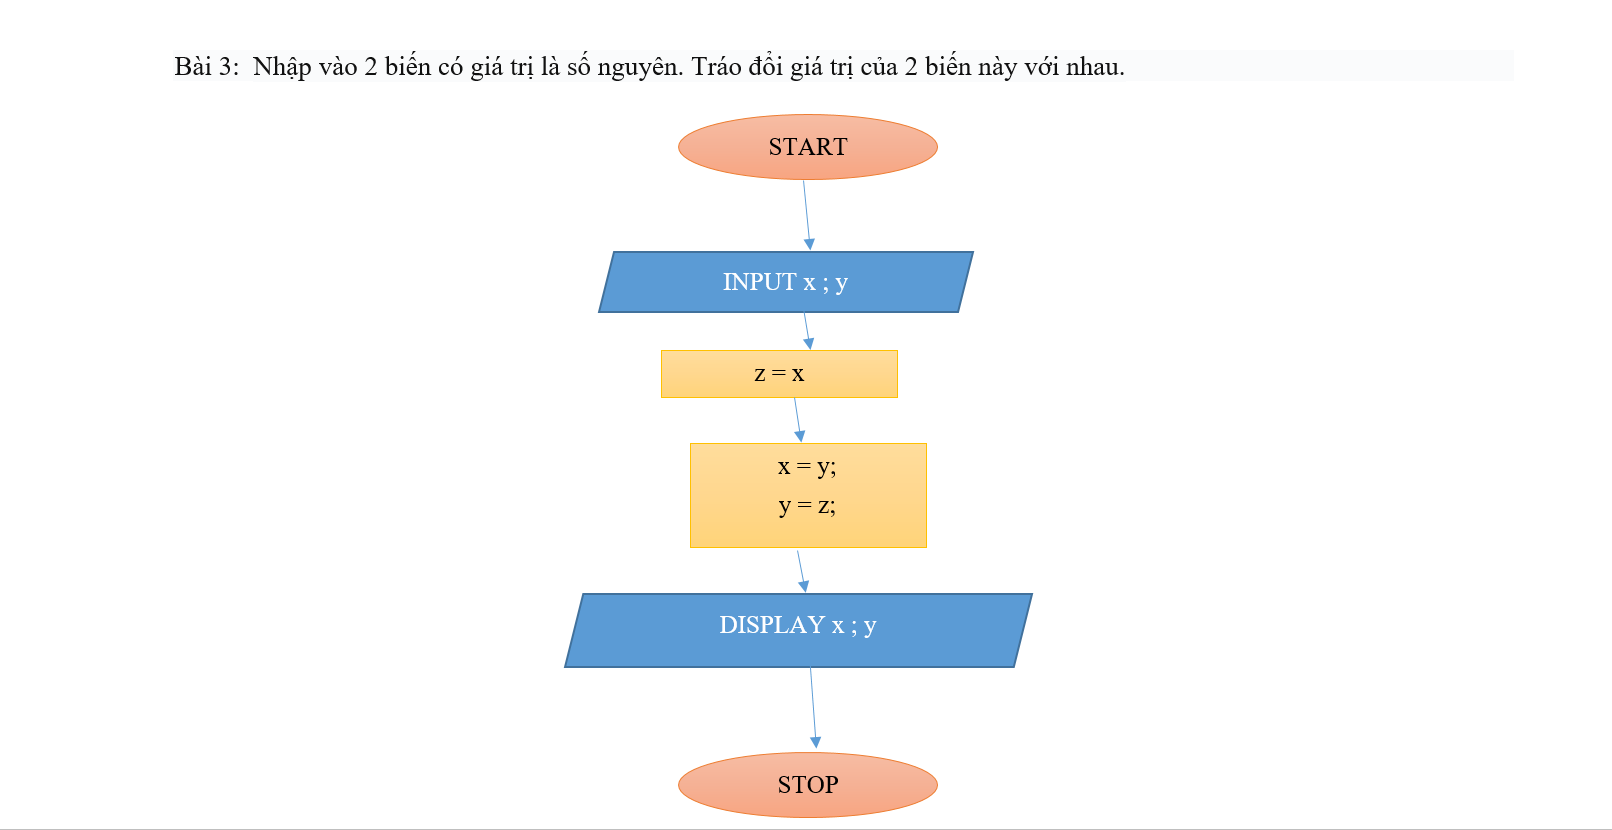 Bài 3:  Nhập vào 2 biến có giá trị là số nguyên. Tráo đổi giá trị của 2 biến này với nhau.
START
INPUT x ; y
z = x
x = y;
y = z;
DISPLAY x ; y
STOP